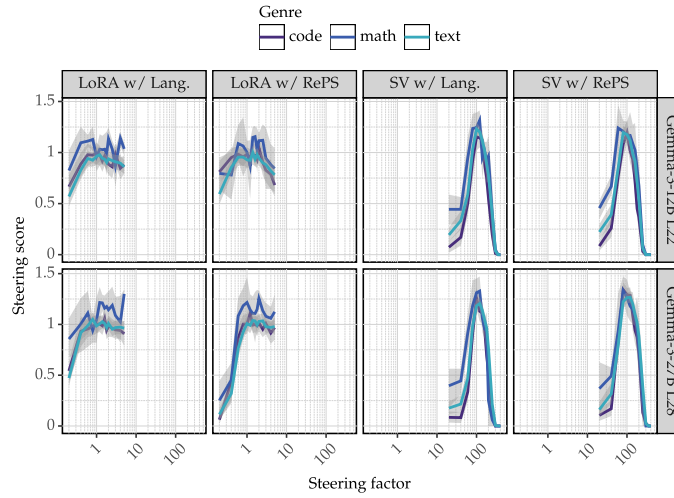 Genre
code math text
LoRA w/ Lang. LoRA w/ RePS SV w/ Lang. SV w/ RePS
1.5
1
0.5
0
Gemma-3-12B L22
1.5
1
0.5
0
Gemma-3-27B L28
Steering score
1 10 100 1 10 100 1 10 100 1 10 100
Steering factor